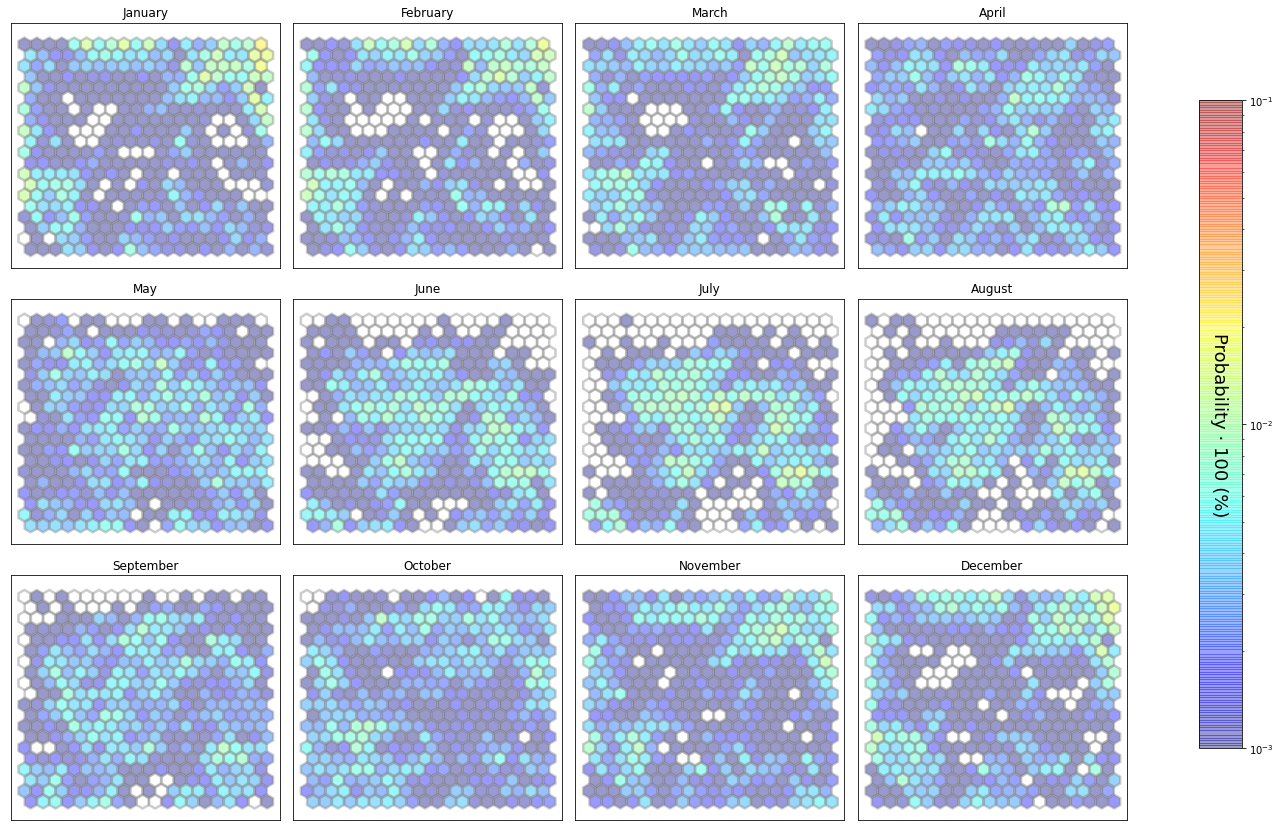 January
February
March
April
May
June
July
August
September
October
November
December
10⁻¹
10⁻²
10⁻³
Probability · 100 (%)